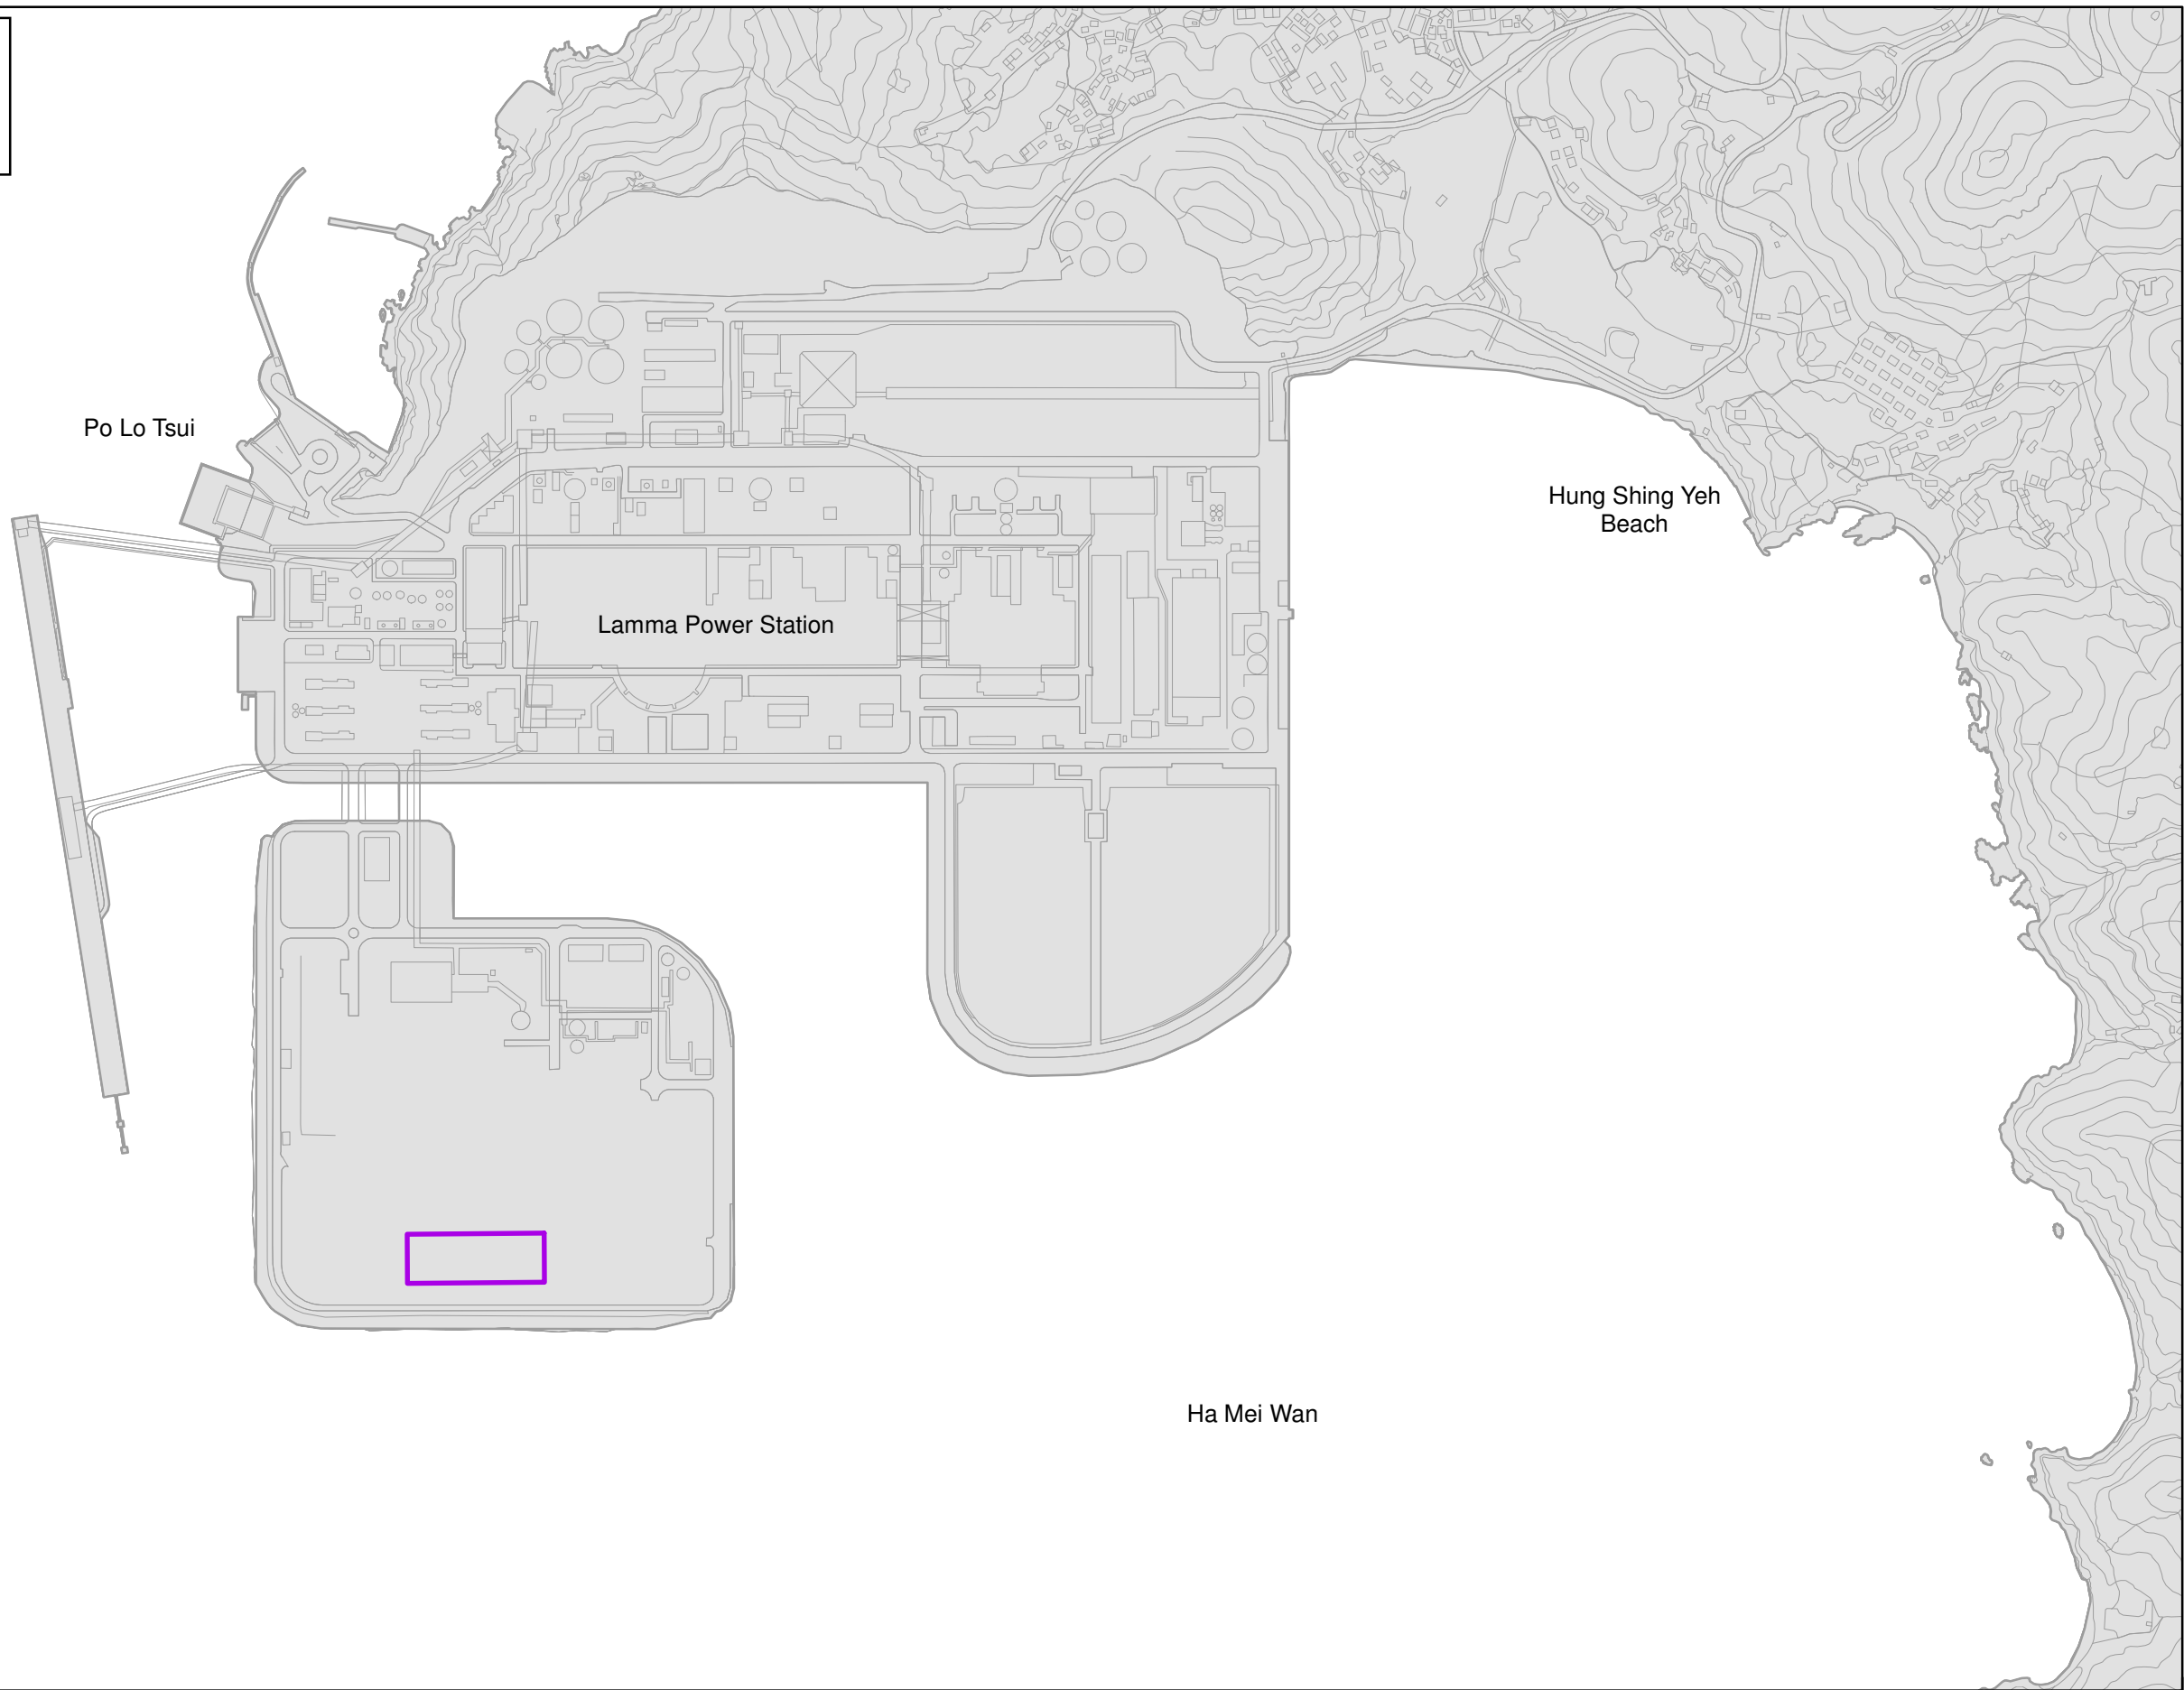 Po Lo Tsui
Hung Shing Yeh
Beach
Lamma Power Station
Ha Mei Wan